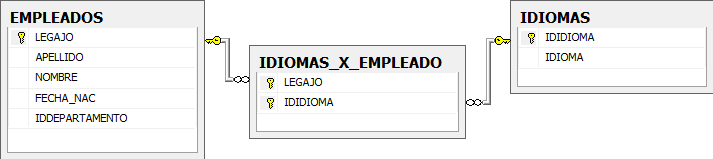 EMPLEADOS
LEGAJO
APELLIDO
NOMBRE
FECHA_NAC
IDDEPARTAMENTO
IDIOMAS_X_EMPLEADO
LEGAJO
IDIDIOMA
IDIOMAS
IDIDIOMA
IDIOMA